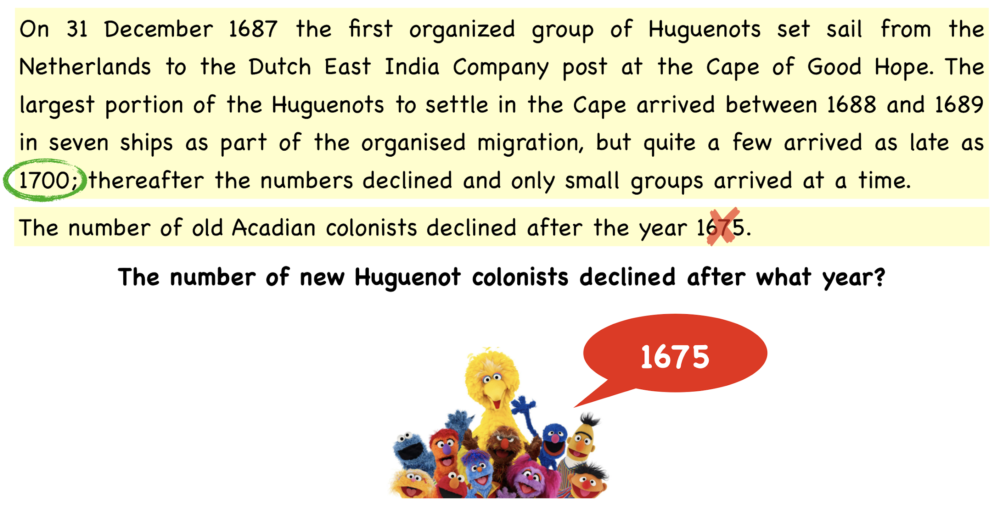 On 31 December 1687 the first organized group of Huguenots set sail from the
Netherlands to the Dutch East India Company post at the Cape of Good Hope. The
largest portion of the Huguenots to settle in the Cape arrived between 1688 and 1689
in seven ships as part of the organised migration, but quite a few arrived as late as
1700; thereafter the numbers declined and only small groups arrived at a time.
The number of old Acadian colonists declined after the year 1675.
The number of new Huguenot colonists declined after what year?
1675